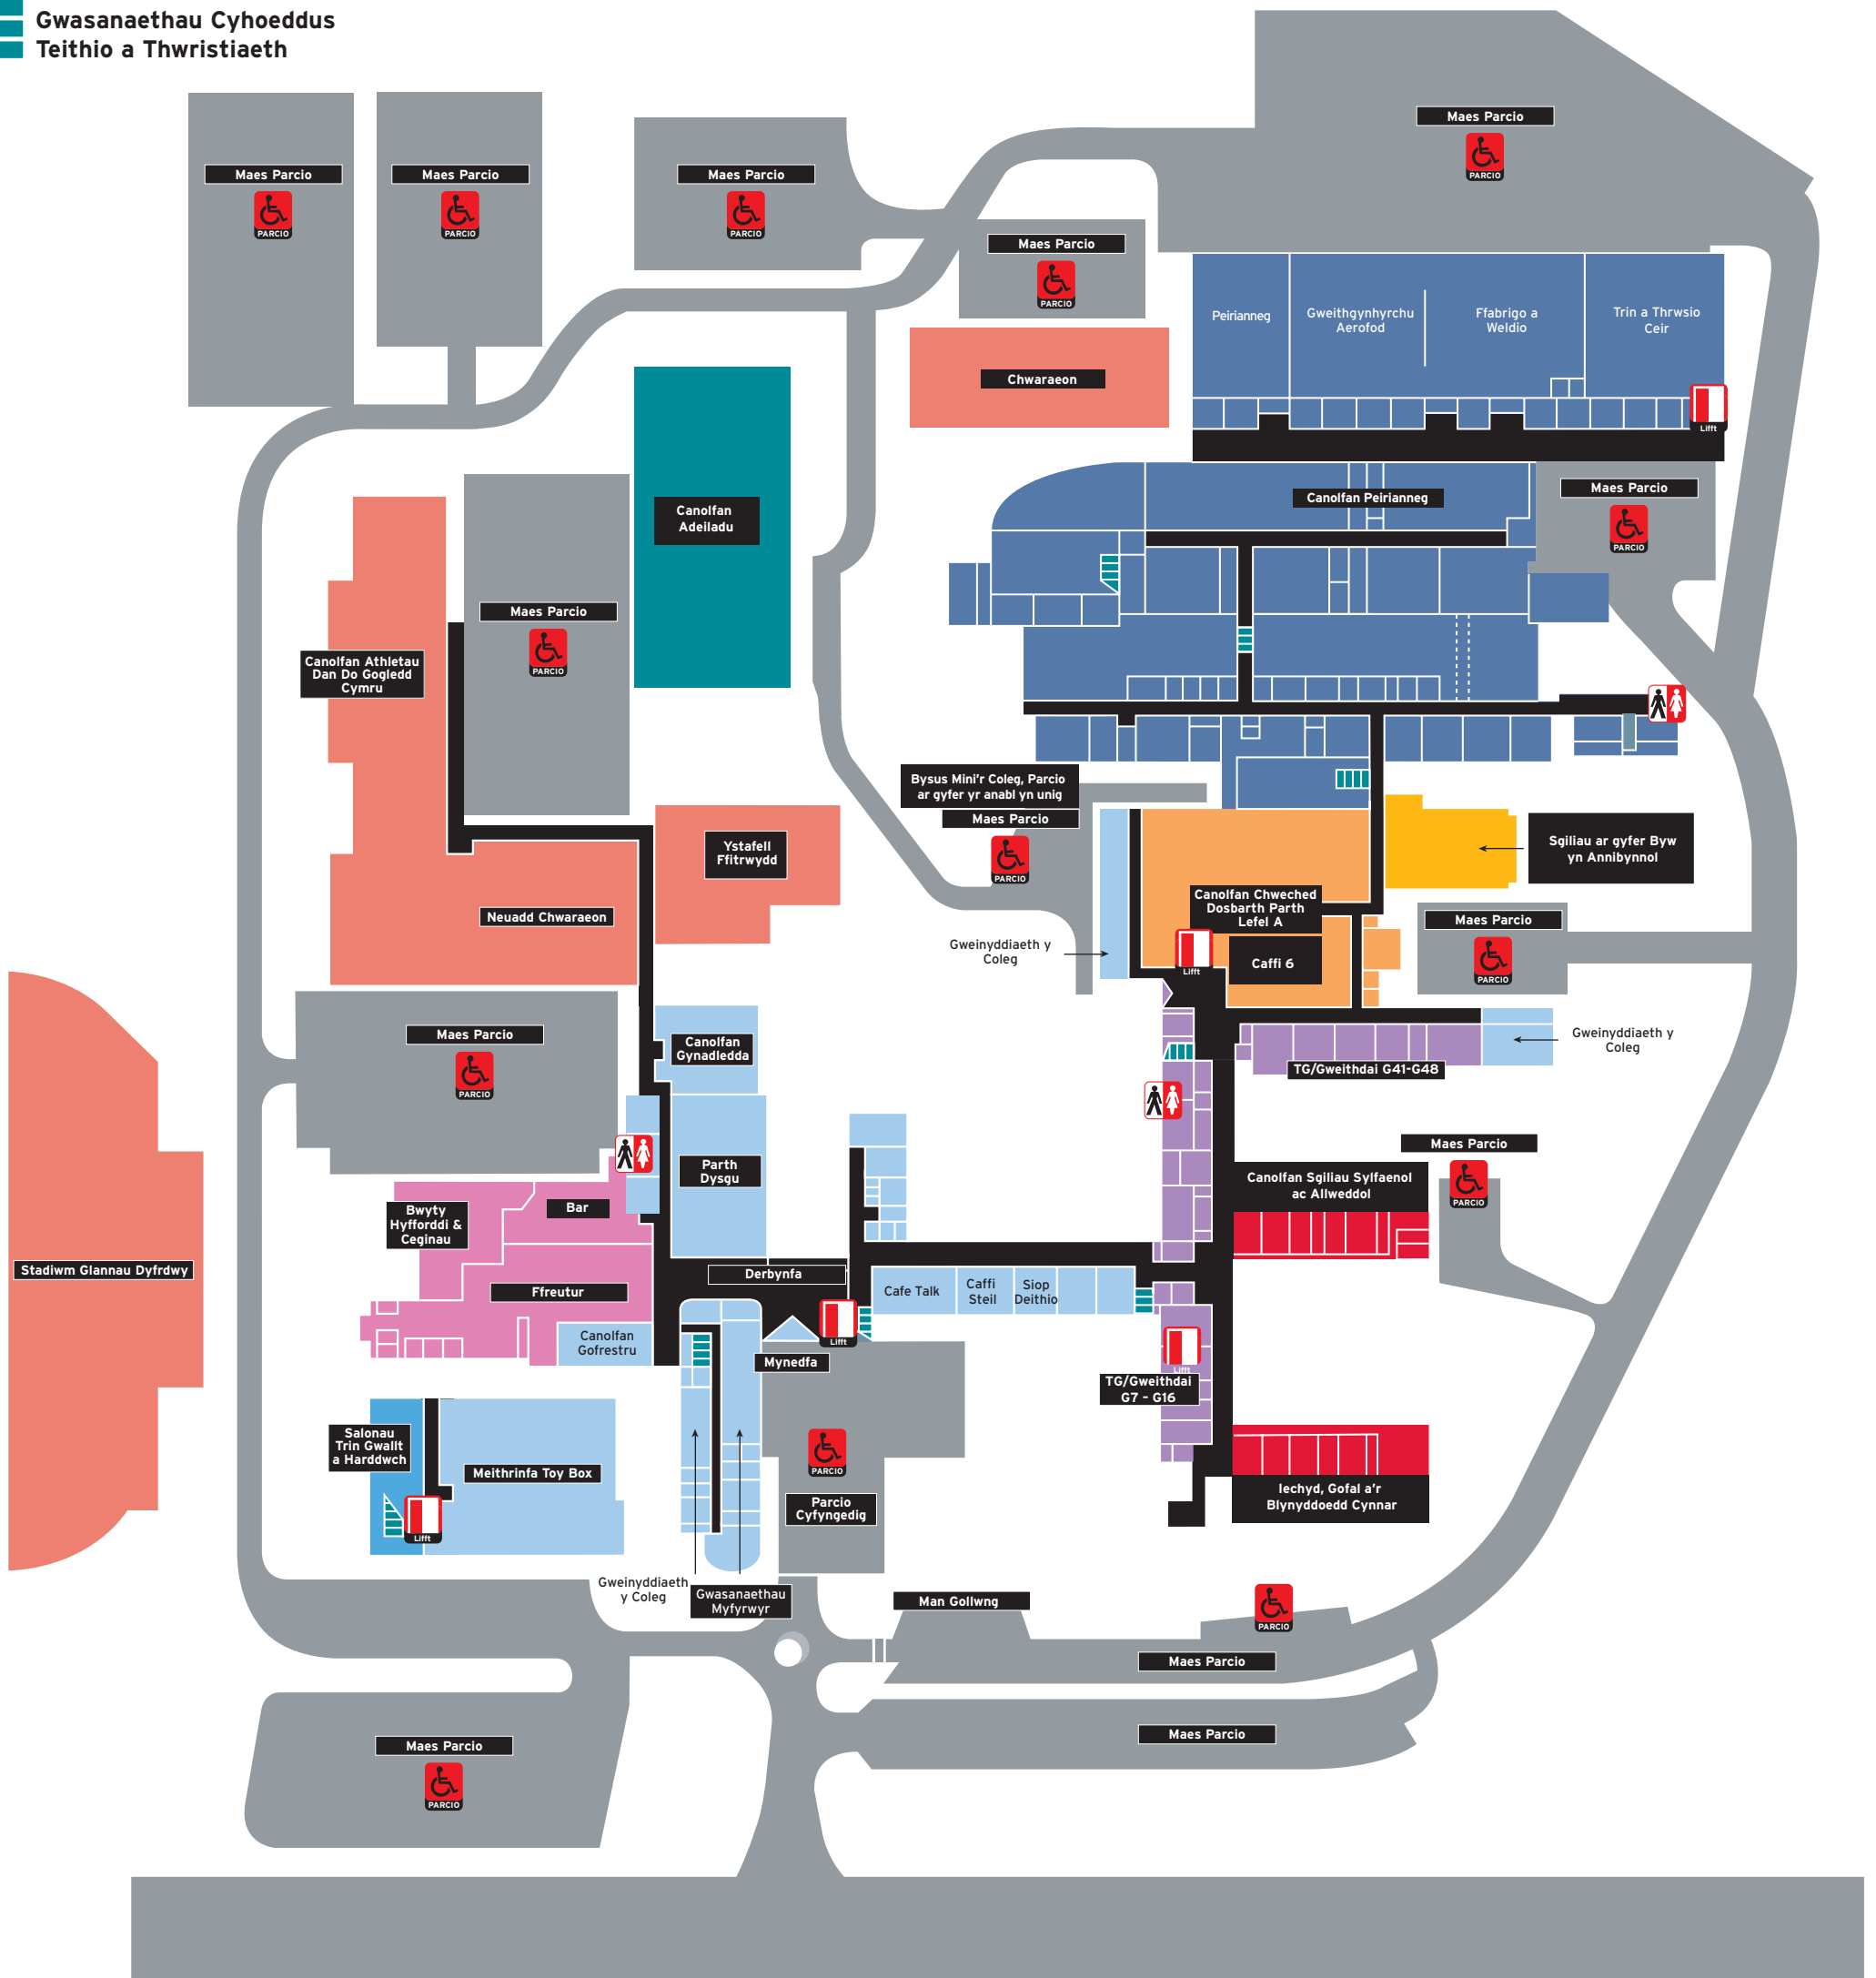 Gwasanaethau Cyhoeddus
Teithio a Thwristiaeth
Maes Parcio
PARCIO
Maes Parcio
PARCIO
Maes Parcio
PARCIO
Maes Parcio
PARCIO
Maes Parcio
PARCIO
Peirianneg
Gweithgynhyrchu
Aerofod
Ffabrigo a
Weldio
Trin a Thrwsio
Ceir
Lifft
Chwaraeon
Canolfan
Adeiladu
Canolfan Peirianneg
Maes Parcio
PARCIO
Maes Parcio
PARCIO
Canolfan Athletau
Dan Do Gogledd
Cymru
Bysus Mini'r Coleg, Parcio
ar gyfer yr anabl yn unig
Maes Parcio
PARCIO
Ystafell
Ffitrwydd
Sgiliau ar gyfer Byw
yn Annibynnol
Neuadd Chwaraeon
Canolfan Chweched
Dosbarth Parth
Lefel A
Caffi 6
Lifft
Gweinyddiaeth y
Coleg
Maes Parcio
PARCIO
Maes Parcio
PARCIO
Canolfan
Gynadledda
Gweinyddiaeth y
Coleg
TG/Gweithdai G41-G48
Maes Parcio
PARCIO
Parth
Dysgu
Canolfan Sgiliau Sylfaenol
ac Allweddol
Bwyty
Hyfforddi &
Ceginau
Bar
Stadiwm Glannau Dyfrdwy
Derbynfa
Ffreutur
Cafe Talk
Caffi
Steil
Siop
Deithio
Canolfan
Gofrestru
Lifft
Mynedfa
Lifft
TG/Gweithdai
G7 - G16
Salonau
Trin Gwallt
a Harddwch
Meithrinfa Toy Box
Lifft
PARCIO
Parcio
Cyfyngedig
Iechyd, Gofal a'r
Blynyddoedd Cynnar
Gweinyddiaeth
y Coleg
Gwasanaethau
Myfyrwyr
Man Gollwng
PARCIO
Maes Parcio
Maes Parcio
Maes Parcio
PARCIO